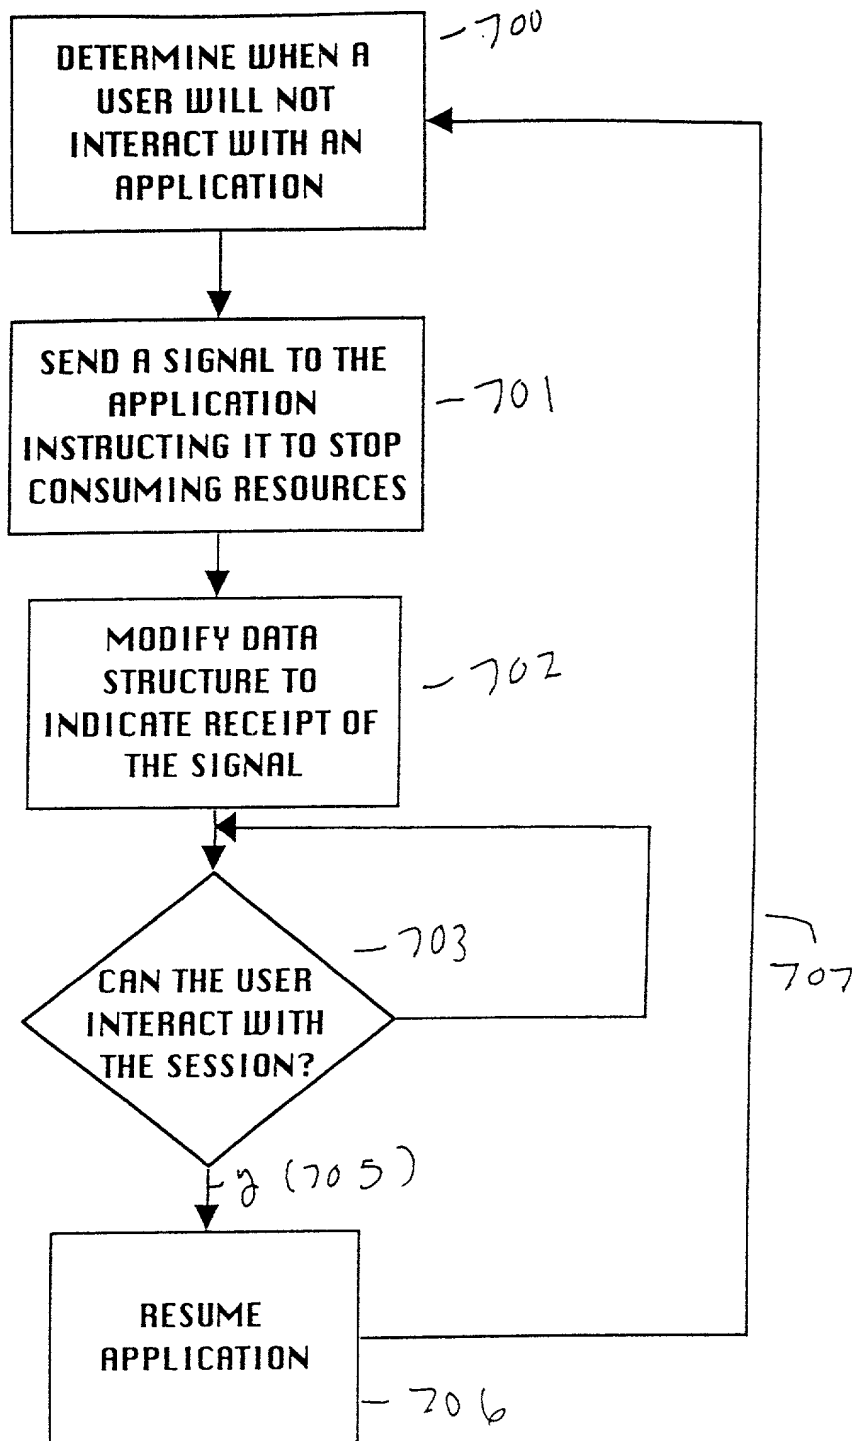 700
DETERMINE WHEN A
USER WILL NOT
INTERACT WITH AN
APPLICATION
SEND A SIGNAL TO THE
APPLICATION
INSTRUCTING IT TO STOP
CONSUMING RESOURCES
701
MODIFY DATA
STRUCTURE TO
INDICATE RECEIPT OF
THE SIGNAL
702
703
CAN THE USER
INTERACT WITH
THE SESSION?
707
y (705)
RESUME
APPLICATION
706